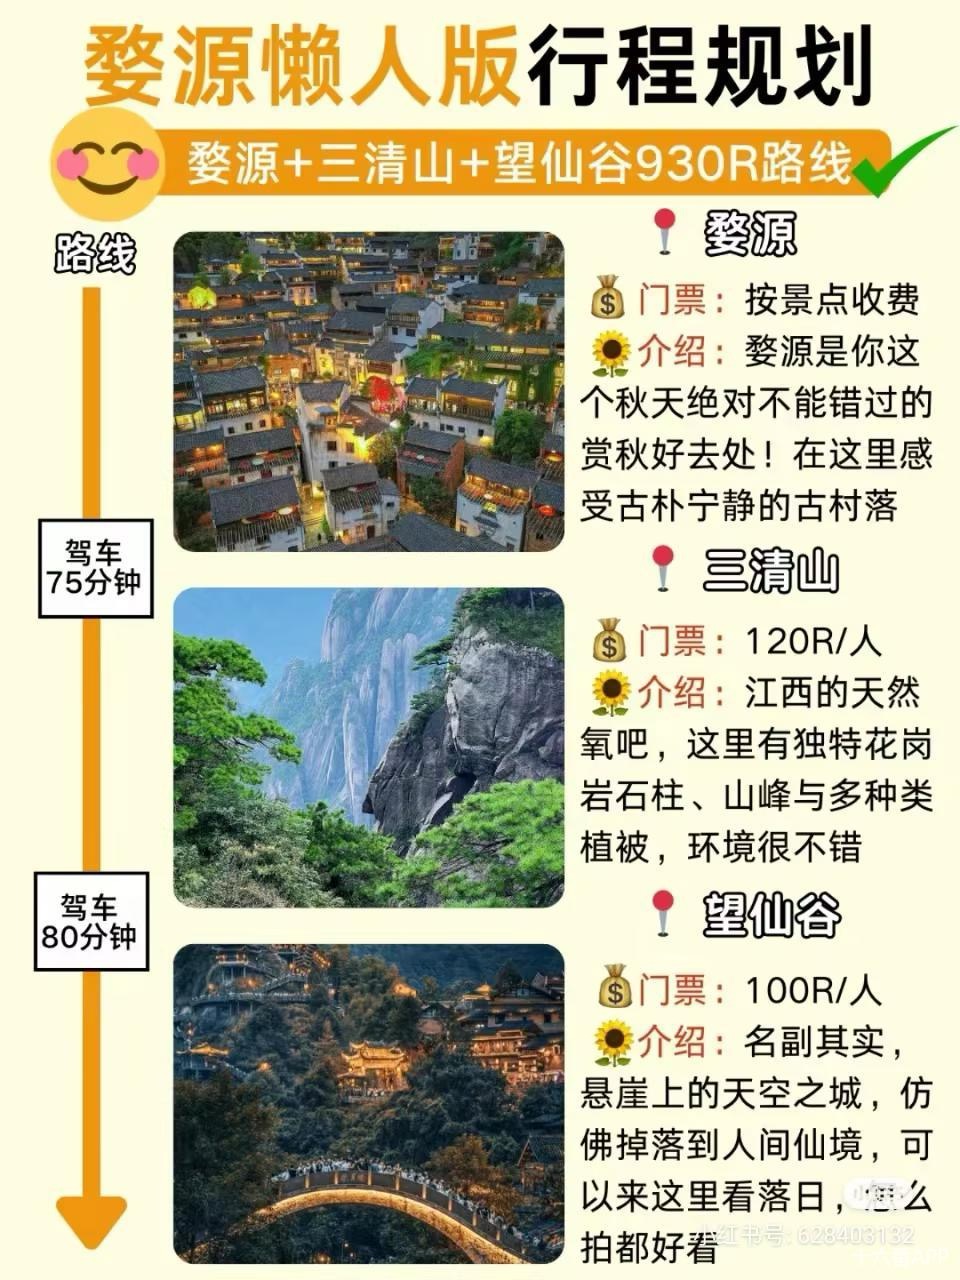 婺源懒人版行程规划
婺源+三清山+望仙谷930R路线
路线
婺源
门票：按景点收费
介绍：婺源是你这
个秋天绝对不能错过的
赏秋好去处！在这里感
受古朴宁静的古村落
驾车
75分钟
三清山
门票：120R/人
介绍：江西的天然
氧吧，这里有独特花岗
岩石柱、山峰与多种类
植被，环境很不错
驾车
80分钟
望仙谷
门票：100R/人
介绍：名副其实，
悬崖上的天空之城，仿
佛掉落到人间仙境，可
以来这里看落日，怎么
拍都好看
小红书号: 628403132